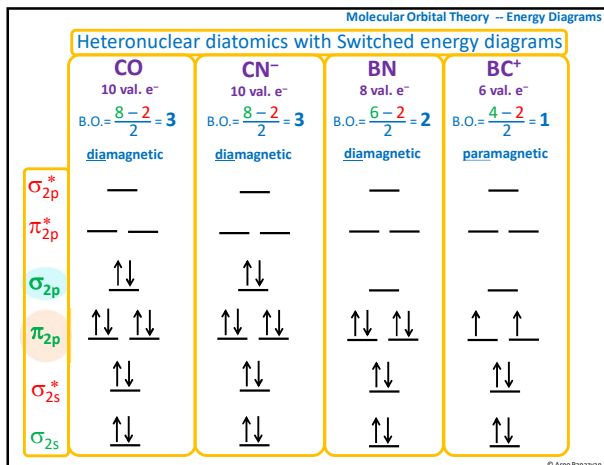 Molecular Orbital Theory -- Energy Diagrams
Heteronuclear diatomics with Switched energy diagrams
CO CN⁻ BN BC⁺
10 val. e⁻ 10 val. e⁻ 8 val. e⁻ 6 val. e⁻
B.O.= (8 − 2)/2 = 3 B.O.= (8 − 2)/2 = 3 B.O.= (6 − 2)/2 = 2 B.O.= (4 − 2)/2 = 1
diamagnetic diamagnetic diamagnetic paramagnetic
σ*2p
π*2p
σ2p
π2p
σ*2s
σ2s